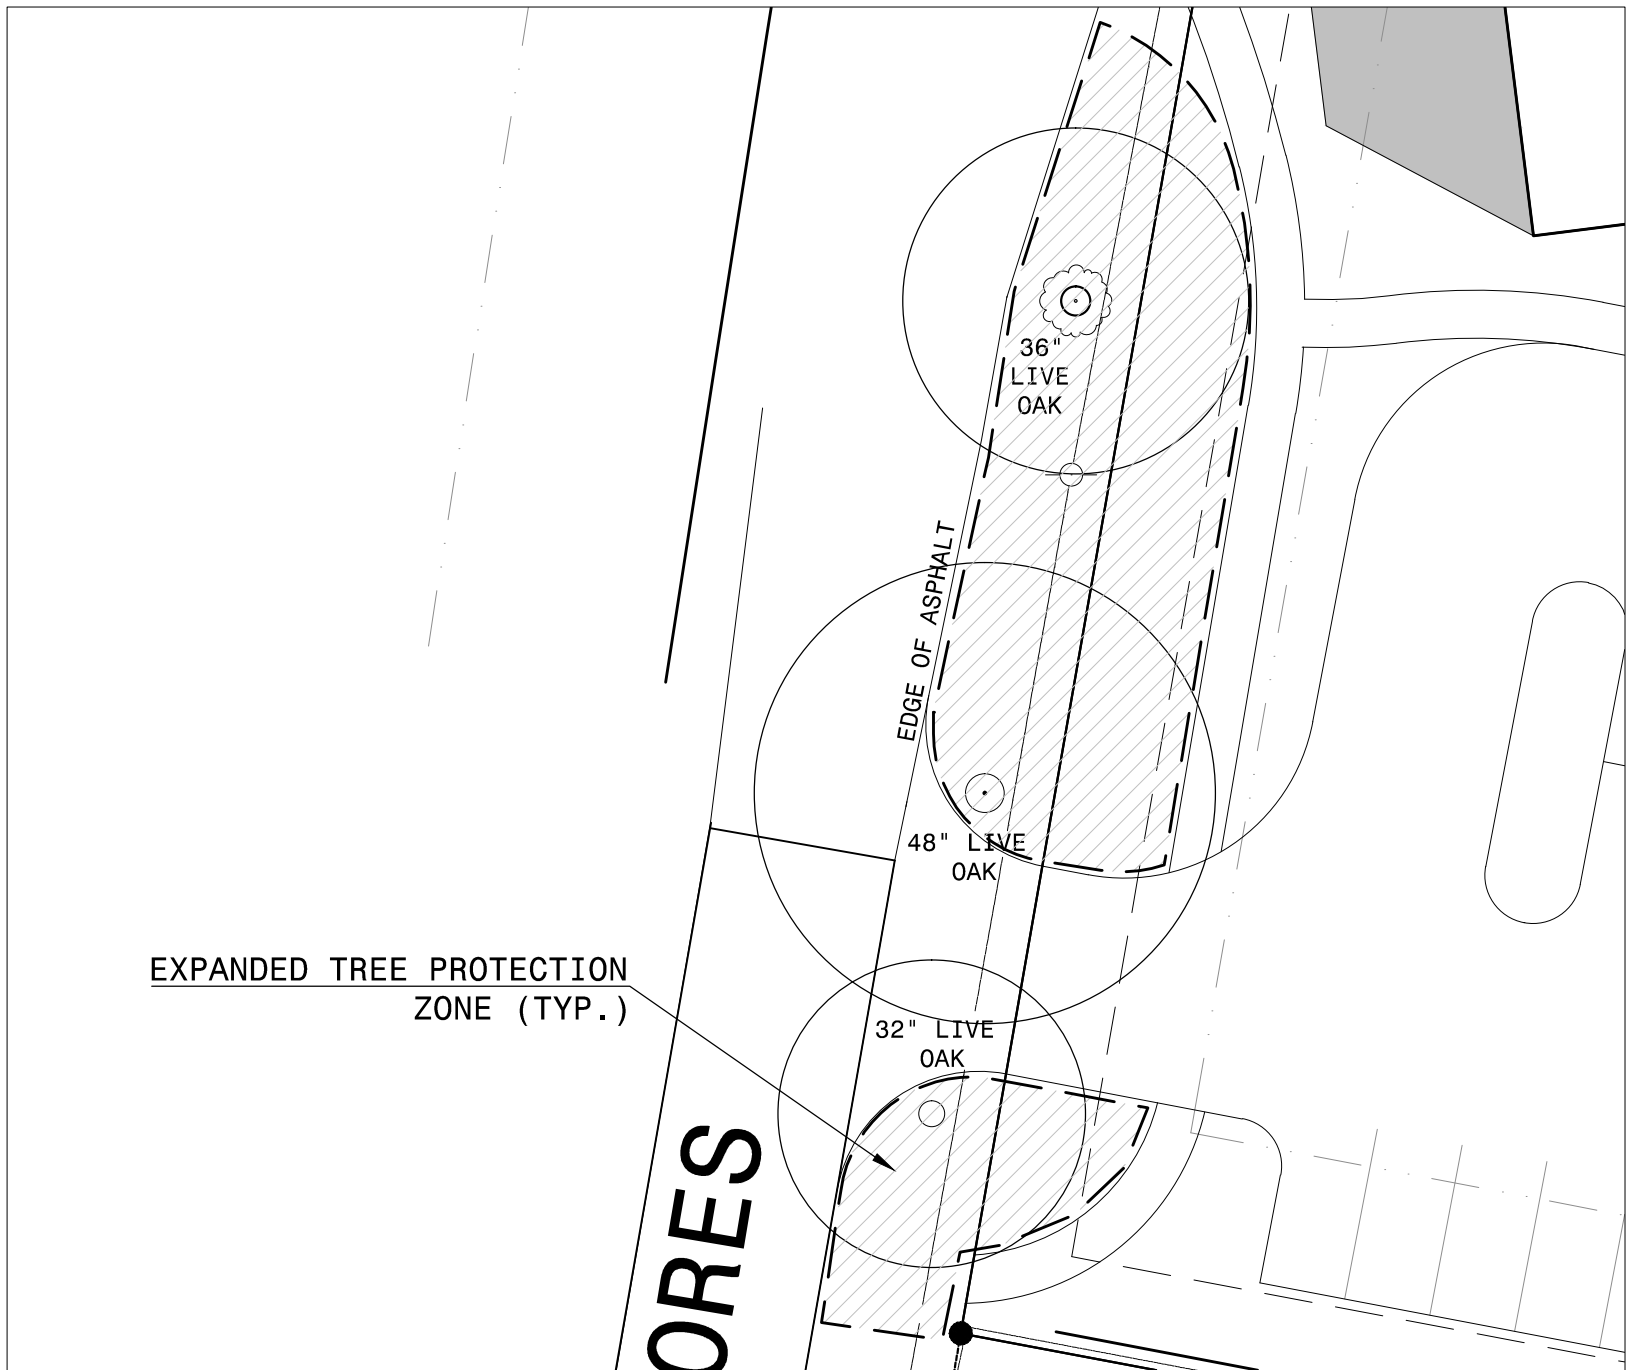 36"
LIVE
OAK
EDGE OF ASPHALT
48" LIVE
OAK
EXPANDED TREE PROTECTION
ZONE (TYP.)
32" LIVE
OAK
ORES